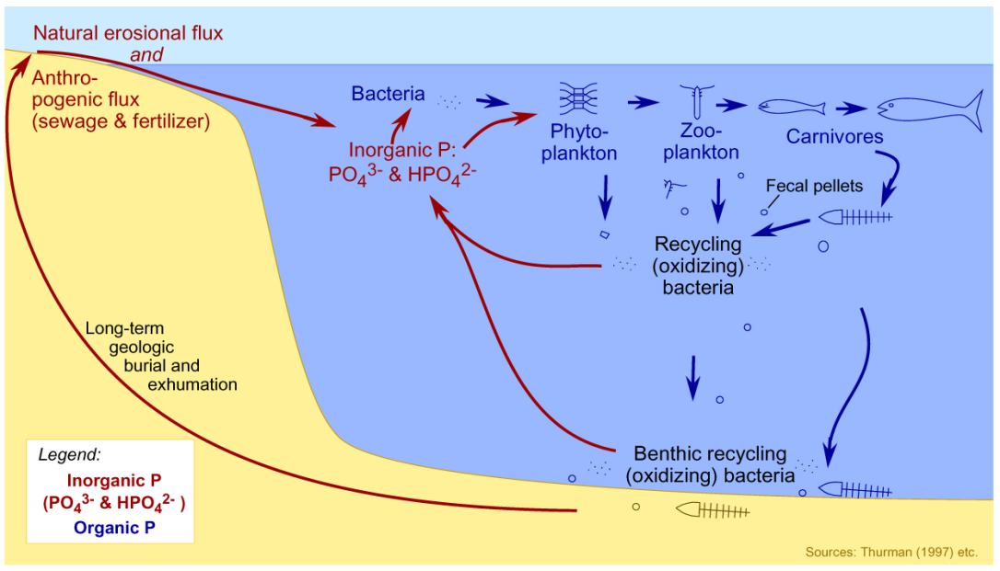 Natural erosional flux
and
Anthro-
pogenic flux
(sewage & fertilizer)
Bacteria
Inorganic P:
PO₄³⁻ & HPO₄²⁻
Phyto-
plankton
Zoo-
plankton
Carnivores
Fecal pellets
Recycling
(oxidizing)
bacteria
Long-term
geologic
burial and
exhumation
Benthic recycling
(oxidizing) bacteria
Legend:
Inorganic P
(PO₄³⁻ & HPO₄²⁻ )
Organic P
Sources: Thurman (1997) etc.